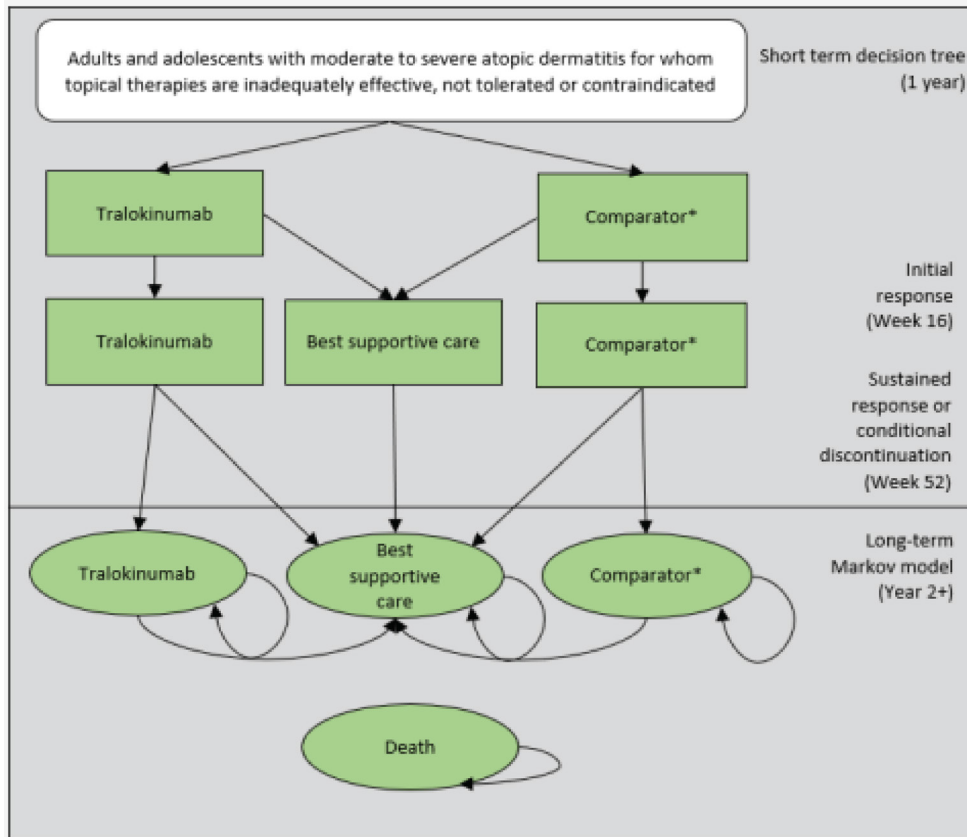 Adults and adolescents with moderate to severe atopic dermatitis for whom
topical therapies are inadequately effective, not tolerated or contraindicated
Short term decision tree
(1 year)
Tralokinumab
Comparator*
Initial
response
(Week 16)
Tralokinumab
Best supportive care
Comparator*
Sustained
response or
conditional
discontinuation
(Week 52)
Long-term
Markov model
(Year 2+)
Tralokinumab
Best
supportive
care
Comparator*
Death